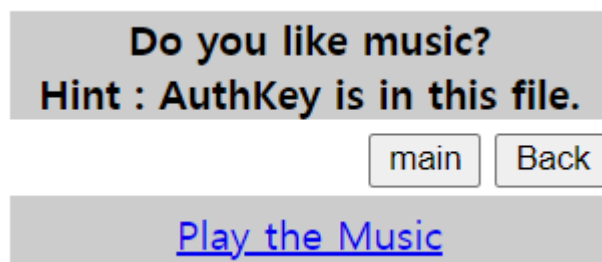 Do you like music?
Hint : AuthKey is in this file.
main Back
Play the Music